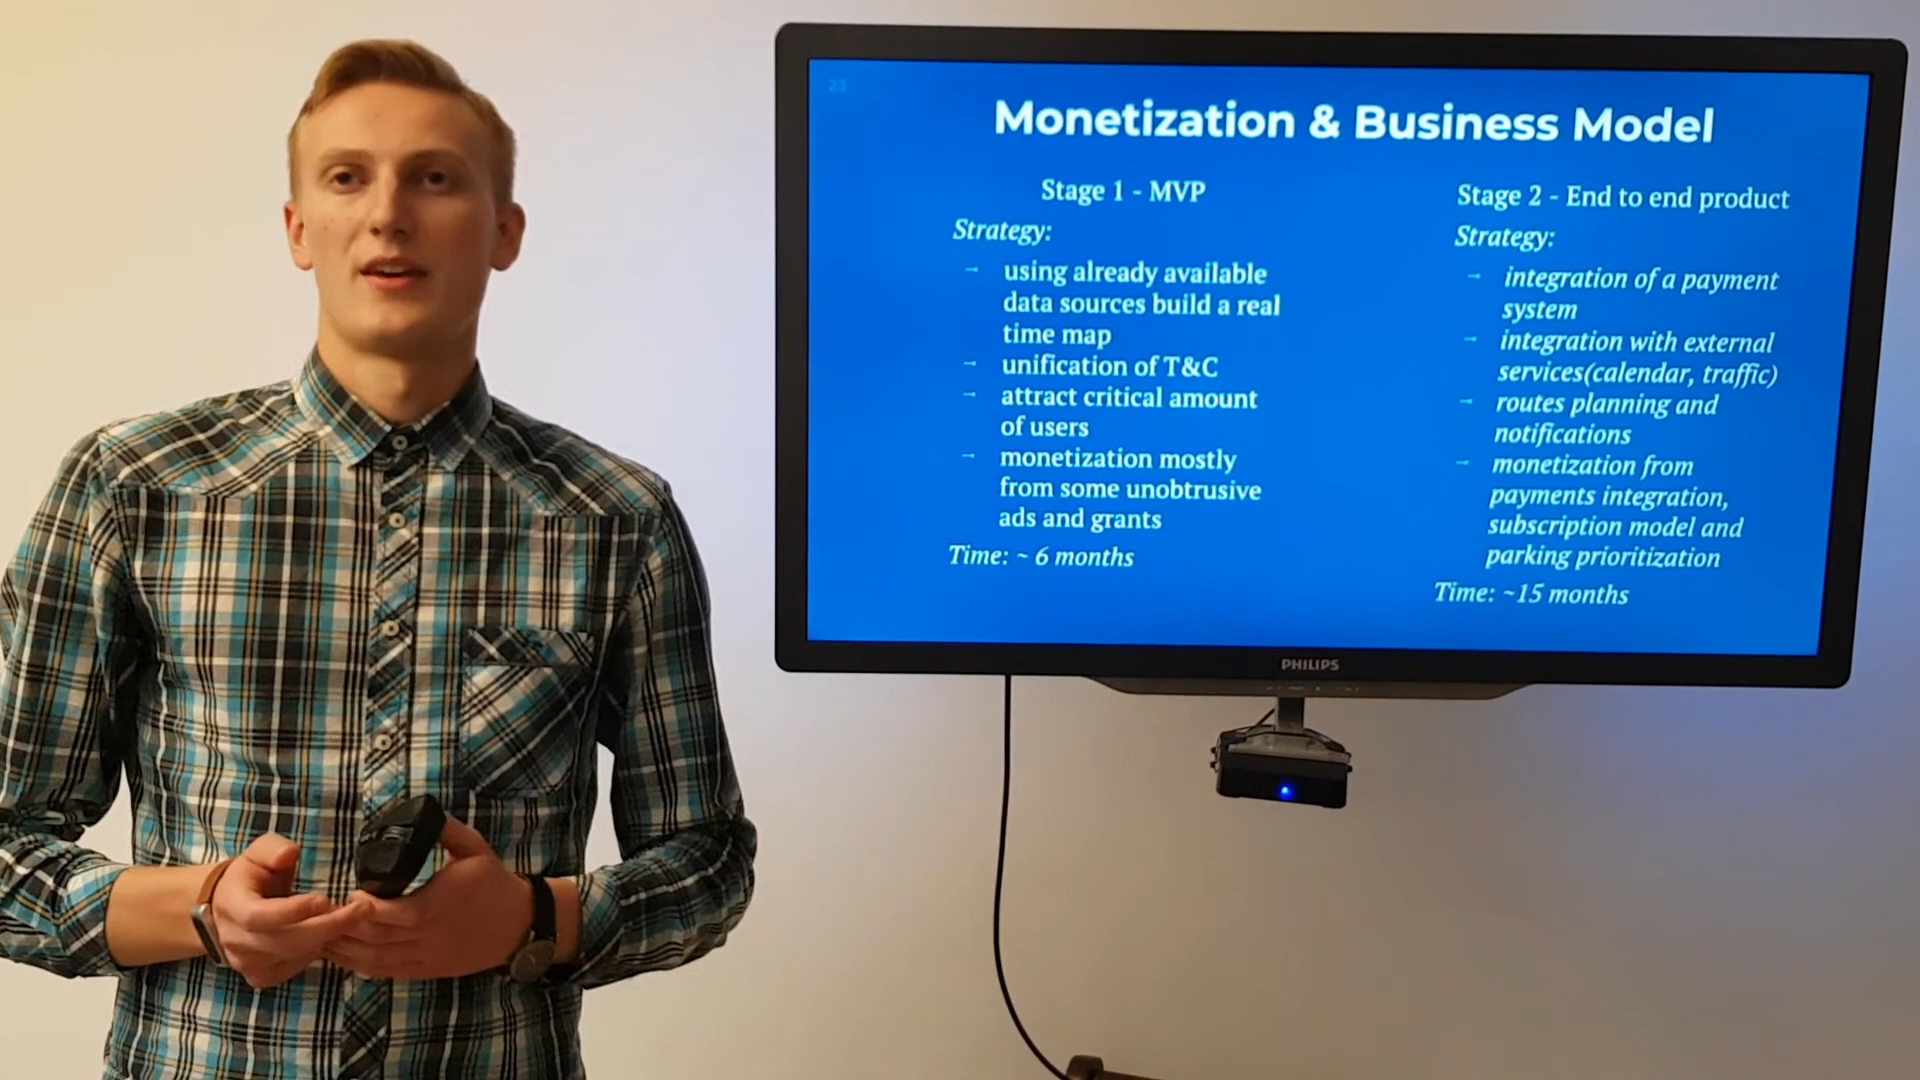 23
Monetization & Business Model
Stage 1 - MVP
Strategy:
→ using already available
data sources build a real
time map
→ unification of T&C
→ attract critical amount
of users
→ monetization mostly
from some unobtrusive
ads and grants
Time: ~ 6 months
Stage 2 - End to end product
Strategy:
→ integration of a payment
system
→ integration with external
services(calendar, traffic)
→ routes planning and
notifications
→ monetization from
payments integration,
subscription model and
parking prioritization
Time: ~15 months
PHILIPS